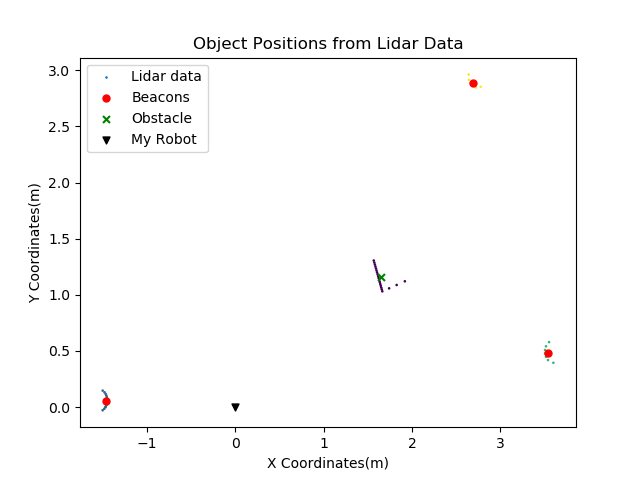 Object Positions from Lidar Data
Lidar data
Beacons
Obstacle
My Robot
3.0
2.5
2.0
1.5
1.0
0.5
0.0
Y Coordinates(m)
−1 0 1 2 3
X Coordinates(m)